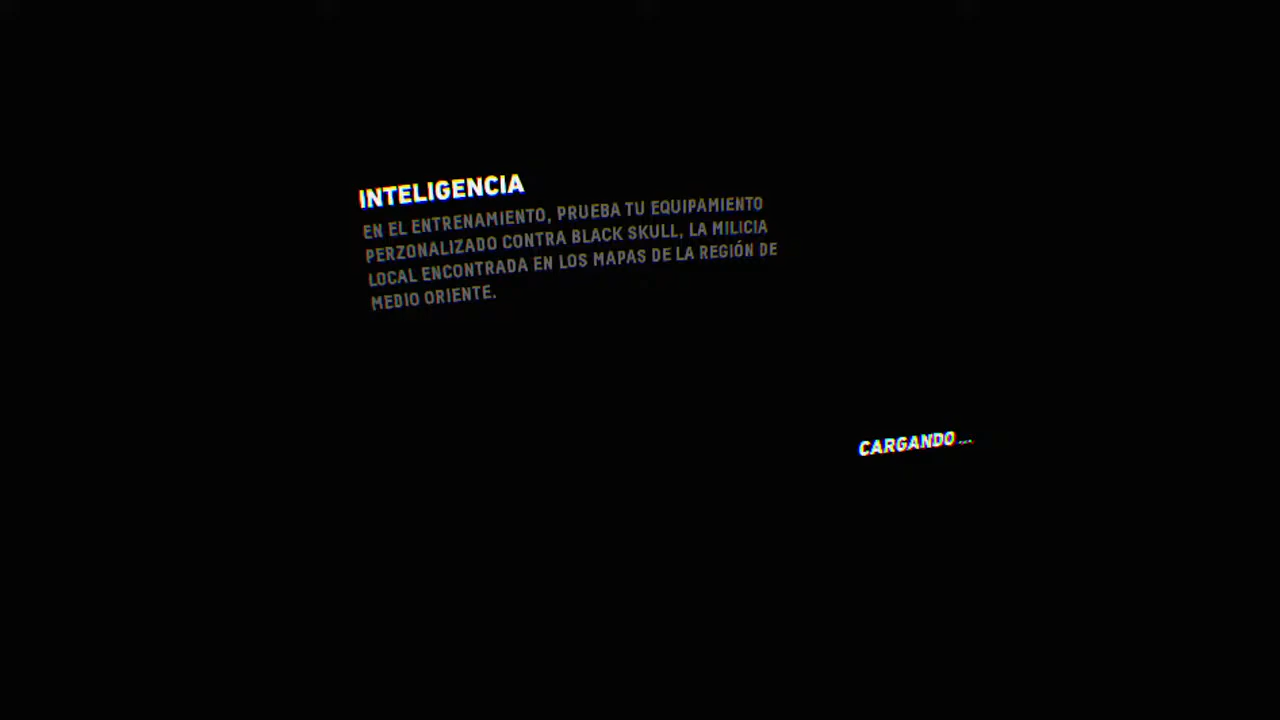 INTELIGENCIA
EN EL ENTRENAMIENTO, PRUEBA TU EQUIPAMIENTO
PERZONALIZADO CONTRA BLACK SKULL, LA MILICIA
LOCAL ENCONTRADA EN LOS MAPAS DE LA REGIÓN DE
MEDIO ORIENTE.
CARGANDO...